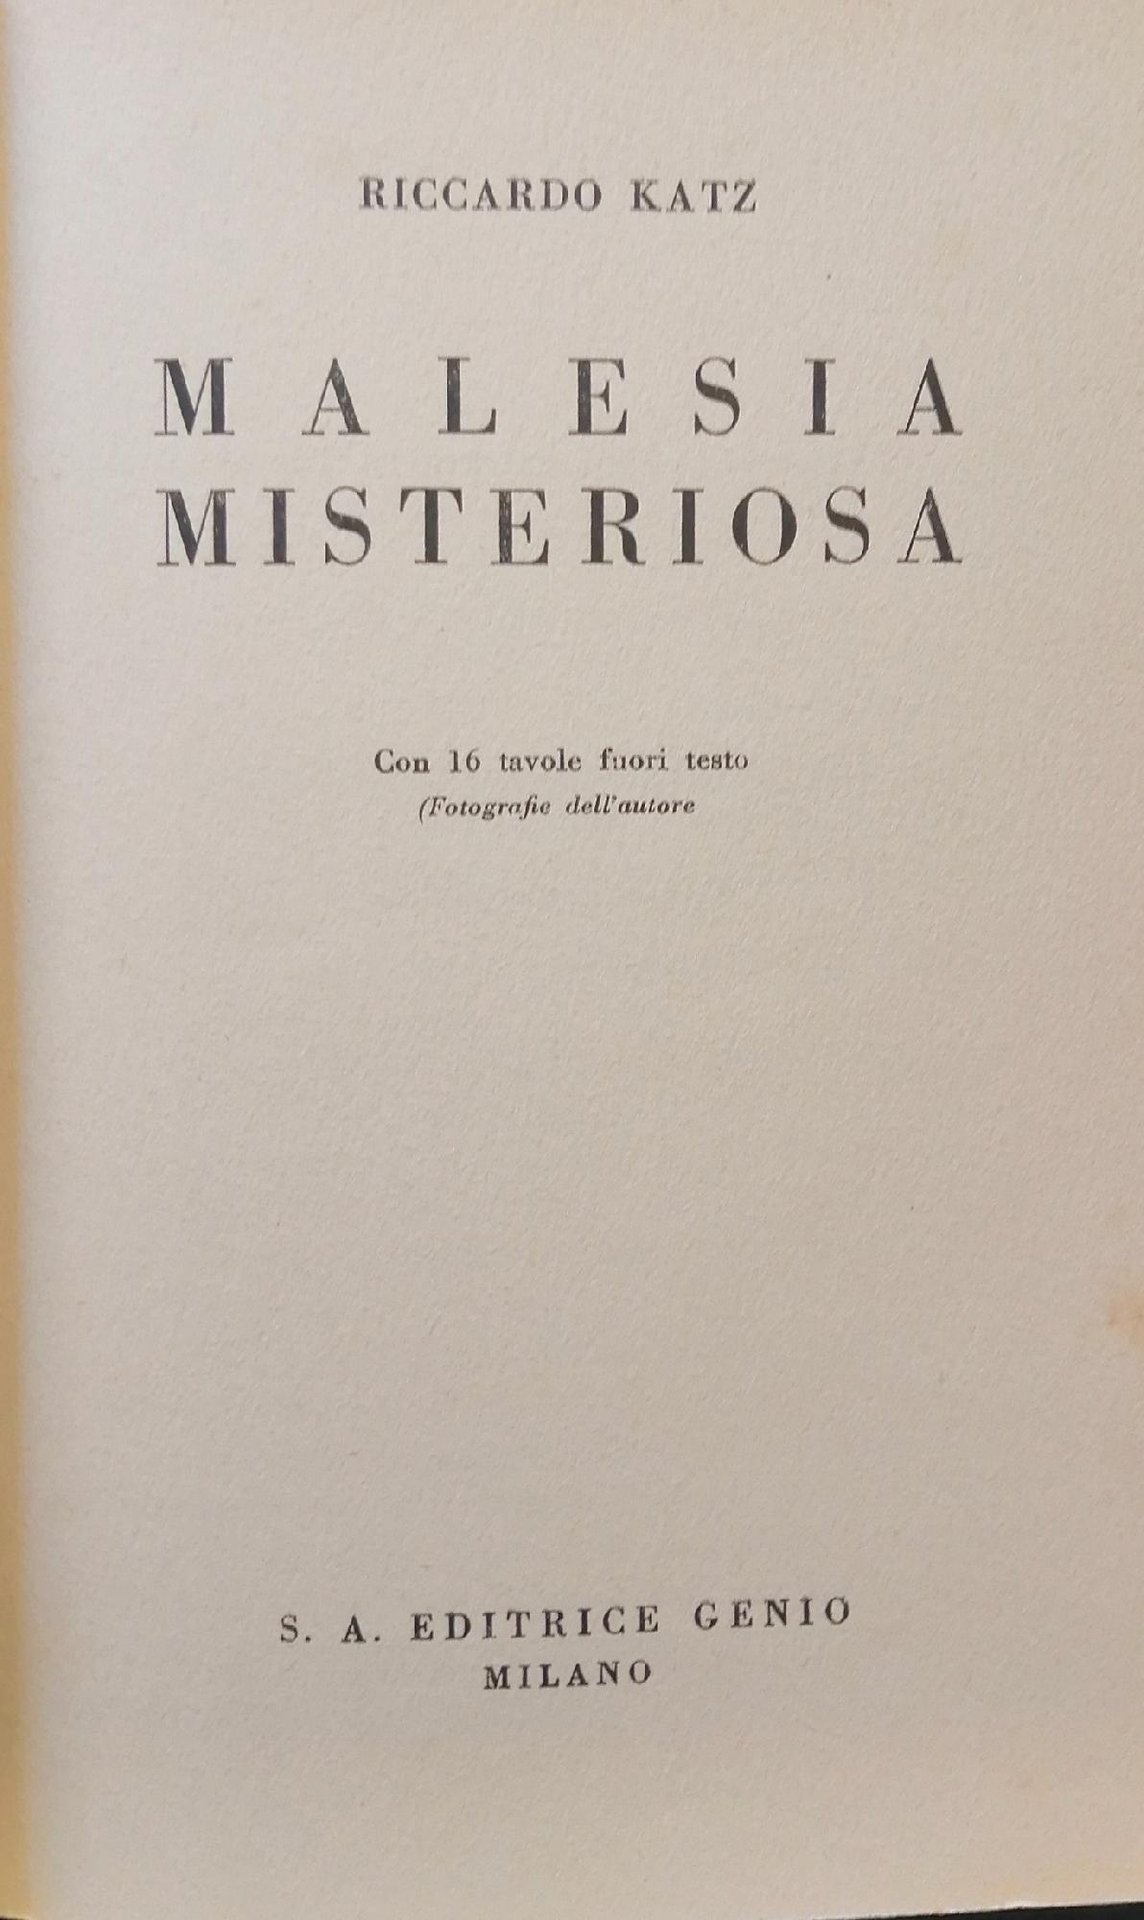 RICCARDO KATZ
MALESIA
MISTERIOSA
Con 16 tavole fuori testo
(Fotografie dell'autore
S. A. EDITRICE GENIO
MILANO